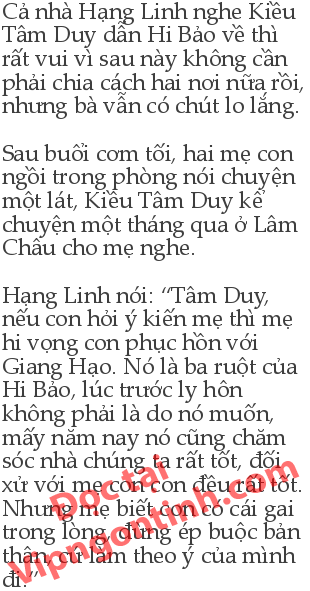 Cả nhà Hạng Linh nghe Kiều
Tâm Duy dẫn Hi Bảo về thì
rất vui vì sau này không cần
phải chia cách hai nơi nữa rồi,
nhưng bà vẫn có chút lo lắng.

Sau buổi cơm tối, hai mẹ con
ngồi trong phòng nói chuyện
một lát, Kiều Tâm Duy kể
chuyện một tháng qua ở Lâm
Châu cho mẹ nghe.

Hạng Linh nói: “Tâm Duy,
nếu con hỏi ý kiến mẹ thì mẹ
hi vọng con phục hồn với
Giang Hạo. Nó là ba ruột của
Hi Bảo, lúc trước ly hôn
không phải là do nó muốn,
mấy năm nay nó cũng chăm
sóc nhà chúng ta rất tốt, đối
xử với mẹ con con đều rất tốt.
Nhưng mẹ biết con có cái gai
trong lòng, đừng ép buộc bản
thân, cứ làm theo ý của mình
đi.”
Doc tai
Vipngontinh.com